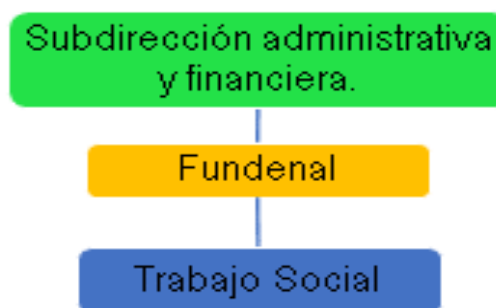 Subdirección administrativa
y financiera.
Fundenal
Trabajo Social